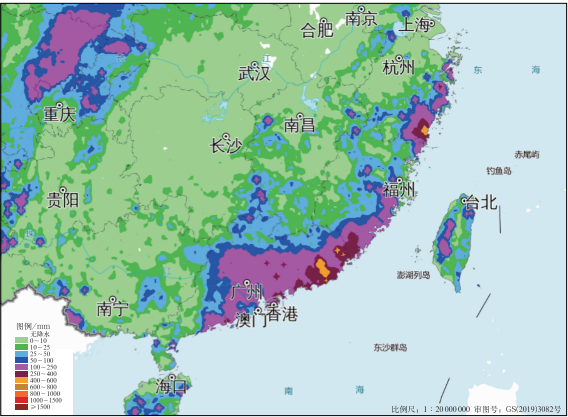 南京
合肥
上海
武汉
杭州
东 海
重庆
南昌
长沙
赤尾屿
钓鱼岛
贵阳
福州
台北
澎湖列岛
广州
南宁
澳门
香港
东沙群岛
海口
南 海
图例/mm
无降水
0~10
10~25
25~50
50~100
100~250
250~400
400~600
600~800
800~1000
1000~1500
≥1500
比例尺：1：20000000 审图号：GS(2019)3082号